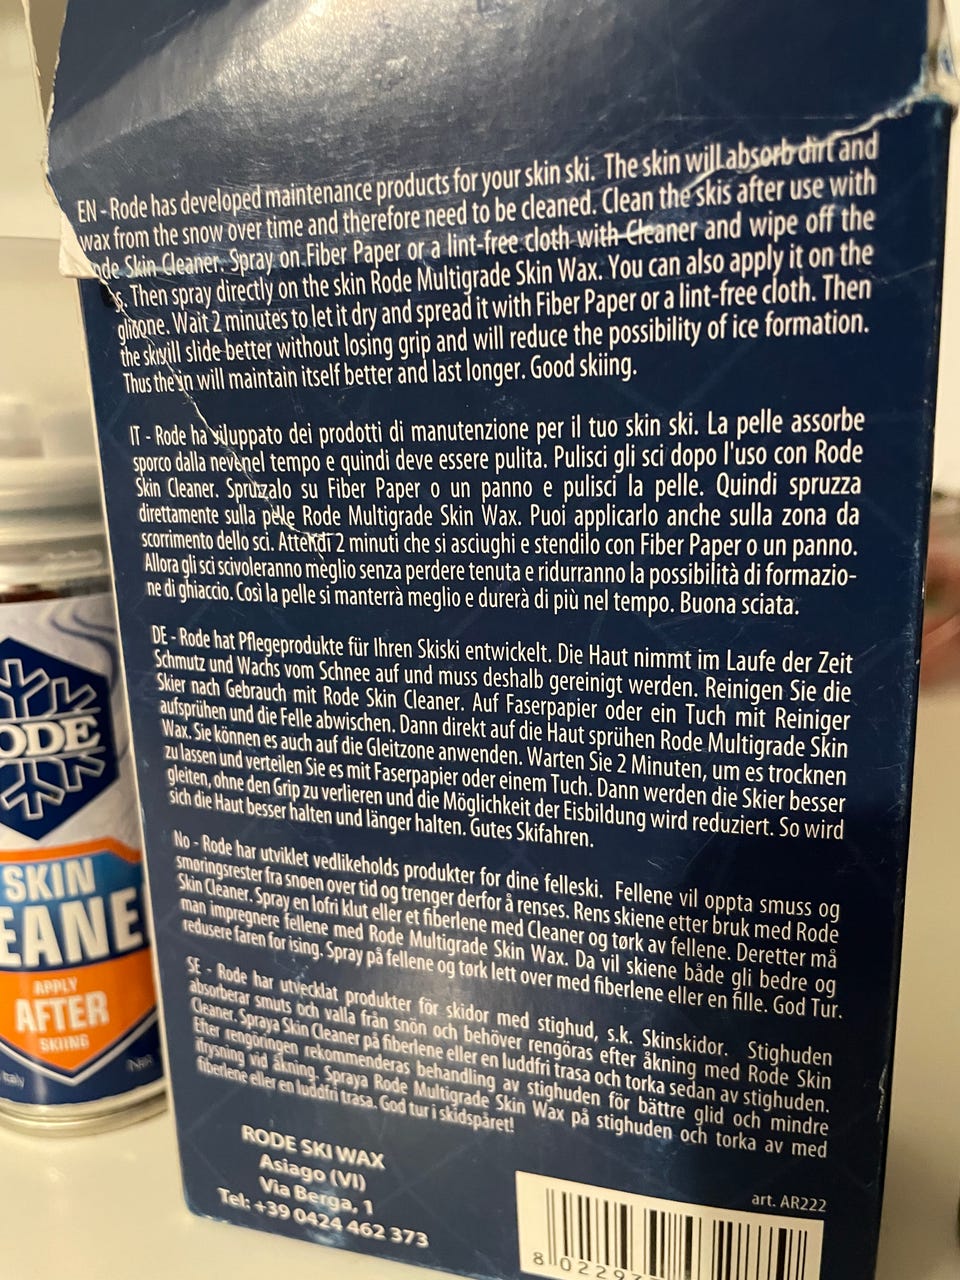 EN - Rode has developed maintenance products for your skin ski. The skin will absorb dirt and
wax from the snow over time and therefore need to be cleaned. Clean the skis after use with
ode Skin Cleaner. Spray on Fiber Paper or a lint-free cloth with Cleaner and wipe off the
s. Then spray directly on the skin Rode Multigrade Skin Wax. You can also apply it on the
Wait 2 minutes to let it dry and spread it with Fiber Paper or a lint-free cloth. Then
the slide better without losing grip and will reduce the possibility of ice formation.
Thus the will maintain itself better and last longer. Good skiing.
IT - Rode ha viluppato dei prodotti di manutenzione per il tuo skin ski. La pelle assorbe
sporco dalla neve nel tempo e quindi deve essere pulita. Pulisci gli sci dopo l'uso con Rode
Skin Cleaner. Spruzzalo su Fiber Paper o un panno e pulisci la pelle. Quindi spruzza
direttamente sulla pelle Rode Multigrade Skin Wax. Puoi applicarlo anche sulla zona da
scorrimento dello sci. Attendi 2 minuti che si asciughi e stendilo con Fiber Paper o un panno.
Allora gli sci scivoleranno meglio senza perdere tenuta e ridurranno la possibilità di formazio-
ne di ghiaccio. Così la pelle si manterrà meglio e durerà di più nel tempo. Buona sciata.
DE - Rode hat Pflegeprodukte für Ihren Skiski entwickelt. Die Haut nimmt im Laufe der Zeit
Schmutz und Wachs vom Schnee auf und muss deshalb gereinigt werden. Reinigen Sie die
Skier nach Gebrauch mit Rode Skin Cleaner. Auf Faserpapier oder ein Tuch mit Reiniger
aufsprühen und die Felle abwischen. Dann direkt auf die Haut sprühen Rode Multigrade Skin
Wax. Sie können es auch auf die Gleitzone anwenden. Warten Sie 2 Minuten, um es trocknen
zu lassen und verteilen Sie es mit Faserpapier oder einem Tuch. Dann werden die Skier besser
gleiten, ohne den Grip zu verlieren und die Möglichkeit der Eisbildung wird reduziert. So wird
sich die Haut besser halten und länger halten. Gutes Skifahren.
No - Rode har utviklet vedlikeholds produkter for dine felleski. Fellene vil oppta smuss og
smøringsrester fra snøen over tid og trenger derfor å renses. Rens skiene etter bruk med Rode
Skin Cleaner. Spray en lofri klut eller et fiberlene med Cleaner og tørk av fellene. Deretter må
man impregnere fellene med Rode Multigrade Skin Wax. Da vil skiene både gli bedre og
redusere faren for ising. Spray på fellene og tørk lett over med fiberlene eller en fille. God Tur.
SE - Rode har utvecklat produkter för skidor med stighud, s.k. Skinskidor. Stighuden
absorberar smuts och valla från snön och behöver rengöras efter åkning med Rode Skin
Cleaner. Spraya Skin Cleaner på fiberlene eller en luddfri trasa och torka sedan av stighuden.
Efter rengöringen rekommenderas behandling av stighuden för bättre glid och mindre
ifrysning vid åkning. Spraya Rode Multigrade Skin Wax på stighuden och torka av med
fiberlene eller en luddfri trasa. God tur i skidspåret!
RODE SKI WAX
Asiago (VI)
Via Berga, 1
Tel: +39 0424 462 373
art. AR222
8 02297
ODE
SKIN
EANE
APPLY
AFTER
SKIING
Italy